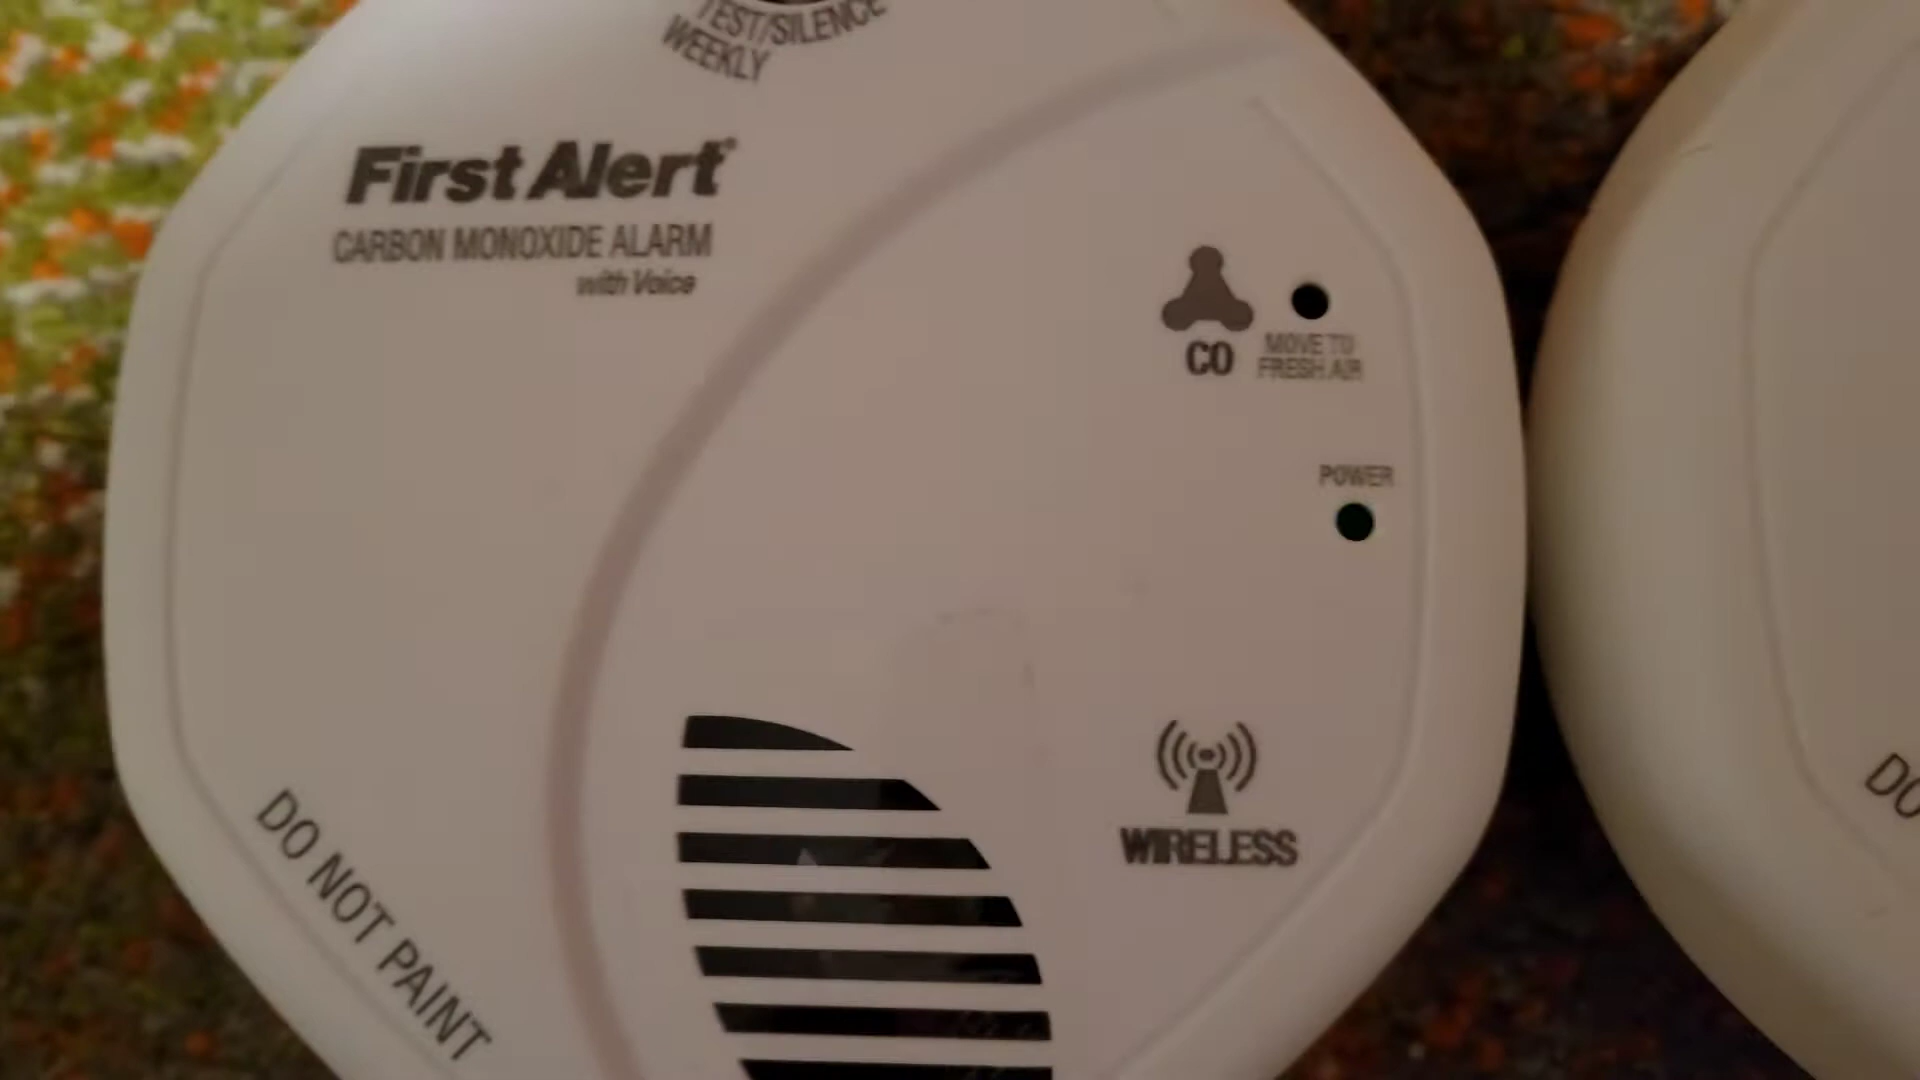 TEST/SILENCE
WEEKLY
First Alert®
CARBON MONOXIDE ALARM
with Voice
CO
MOVE TO
FRESH AIR
POWER
WIRELESS
DO NOT PAINT
DO